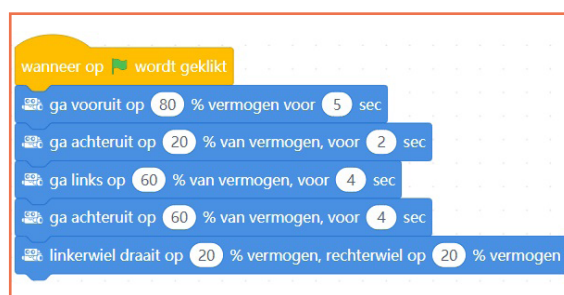 wanneer op wordt geklikt
ga vooruit op 80 % vermogen voor 5 sec
ga achteruit op 20 % van vermogen, voor 2 sec
ga links op 60 % van vermogen, voor 4 sec
ga achteruit op 60 % van vermogen, voor 4 sec
linkerwiel draait op 20 % vermogen, rechterwiel op 20 % vermogen